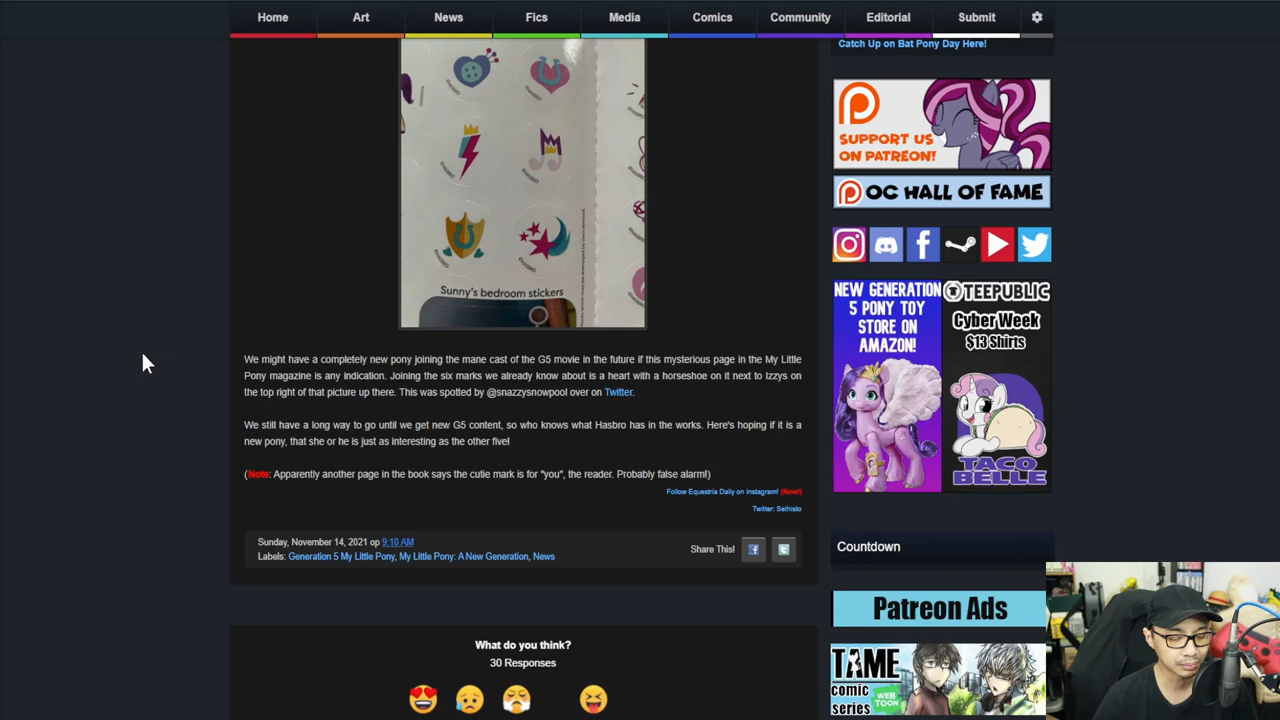 Home Art News Fics Media Comics Community Editorial Submit
Catch Up on Bat Pony Day Here!
Sunny's bedroom stickers
We might have a completely new pony joining the mane cast of the G5 movie in the future if this mysterious page in the My Little
Pony magazine is any indication. Joining the six marks we already know about is a heart with a horseshoe on it next to Izzys on
the top right of that picture up there. This was spotted by @snazzysnowpool over on Twitter.
We still have a long way to go until we get new G5 content, so who knows what Hasbro has in the works. Here's hoping if it is a
new pony, that she or he is just as interesting as the other five!
(Note: Apparently another page in the book says the cutie mark is for "you", the reader. Probably false alarm!)
Follow Equestria Daily on Instagram! (New!)
Twitter: Sethisto
Sunday, November 14, 2021 op 9:10 AM
Labels: Generation 5 My Little Pony, My Little Pony: A New Generation, News
Share This!
What do you think?
30 Responses
SUPPORT US
ON PATREON!
OC HALL OF FAME
NEW GENERATION
5 PONY TOY
STORE ON
AMAZON!
TEEPUBLIC
Cyber Week
$13 Shirts
TACO
BELLE
Countdown
Patreon Ads
TAME
comic
series
WEB
TOON